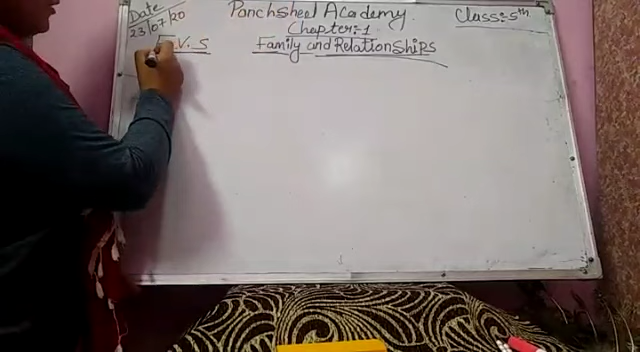 Date
23/07/20
Panchsheel Academy
Class:-5th
Chapter:-1
E.V.S
Family and Relationships